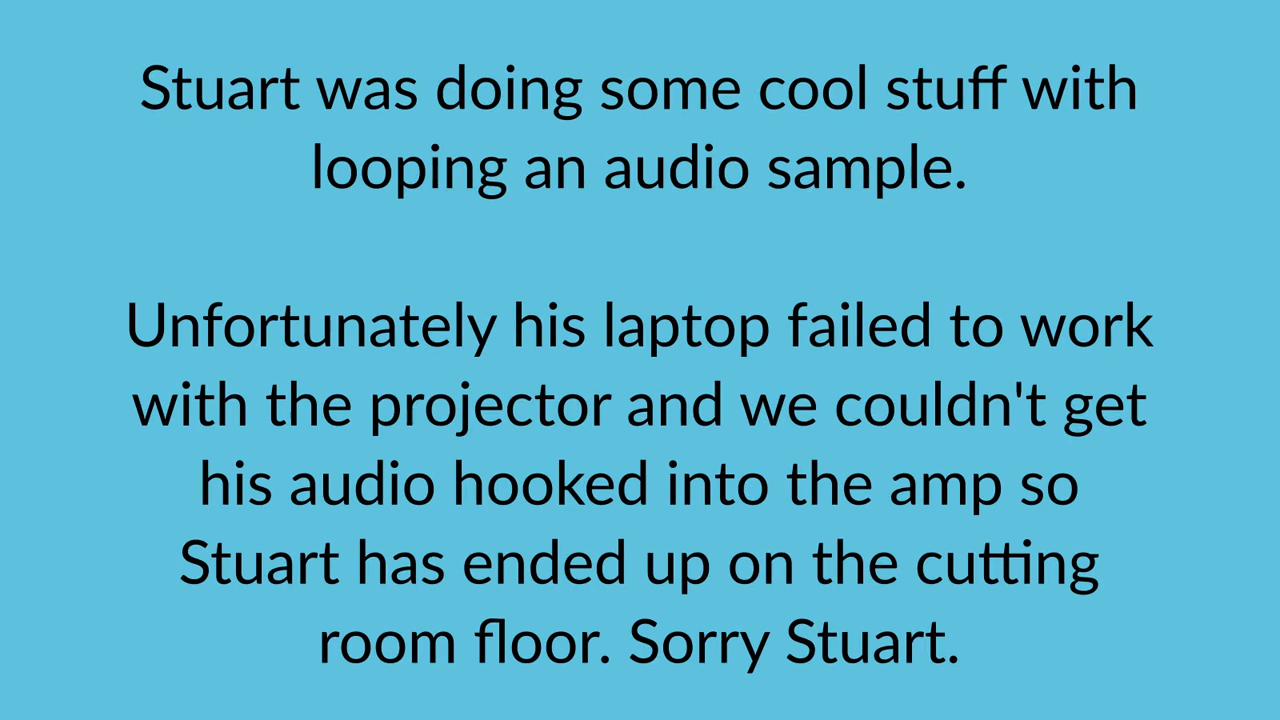 Stuart was doing some cool stuff with
looping an audio sample.
Unfortunately his laptop failed to work
with the projector and we couldn't get
his audio hooked into the amp so
Stuart has ended up on the cutting
room floor. Sorry Stuart.